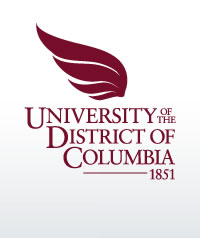 UNIVERSITY OF THE
DISTRICT OF
COLUMBIA
1851